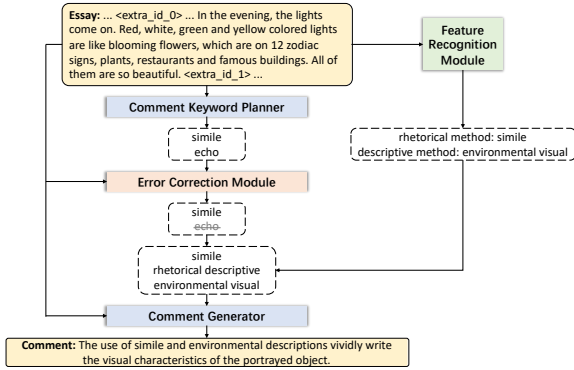 Essay: ... <extra_id_0> ... In the evening, the lights
come on. Red, white, green and yellow colored lights
are like blooming flowers, which are on 12 zodiac
signs, plants, restaurants and famous buildings. All of
them are so beautiful. <extra_id_1> ...
Feature
Recognition
Module
Comment Keyword Planner
simile
echo
rhetorical method: simile
descriptive method: environmental visual
Error Correction Module
simile
echo
simile
rhetorical descriptive
environmental visual
Comment Generator
Comment: The use of simile and environmental descriptions vividly write
the visual characteristics of the portrayed object.